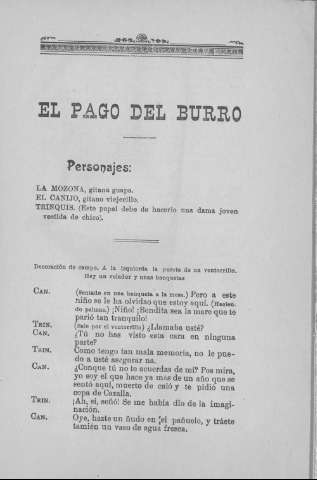 EL PAGO DEL BURRO
Personajes:
LA MOZONA, gitana guapa.
EL CANIJO, gitano viejecillo.
TRINQUIS. (Este papel debe de hacerlo una dama joven
vestida de chico).
Decoración de campo. A la izquierda la puerta de un ventorrillo.
Hay un velador y unas banquetas
CAN. (Sentado en una banqueta a la mesa.) Pero a este
niño se le ha olvidao que estoy aquí. (Haciendo
de palmas.) ¡Niño! ¡Bendita sea la mare que te
parió tan tranquilo!
TRIN. (Sale por el ventorrillo) ¿Llamaba usté?
CAN. ¿Tú no has visto esta cara en ninguna
parte?
TRIN. Como tengo tan mala memoria, no le pue-
do a usté asegurar na.
CAN. ¿Conque tú no te acuerdas de mí? Pos mira,
yo soy el que hace ya mas de un año que se
sentó aquí, muerto de caló y te pidió una
copa de Cazalla.
TRIN. ¡Ah, sí, señó! Se me había dío de la imagi-
nación.
CAN. Oye, hazte un ñudo en el pañuelo, y tráete
tamién un vaso de agua fresca.